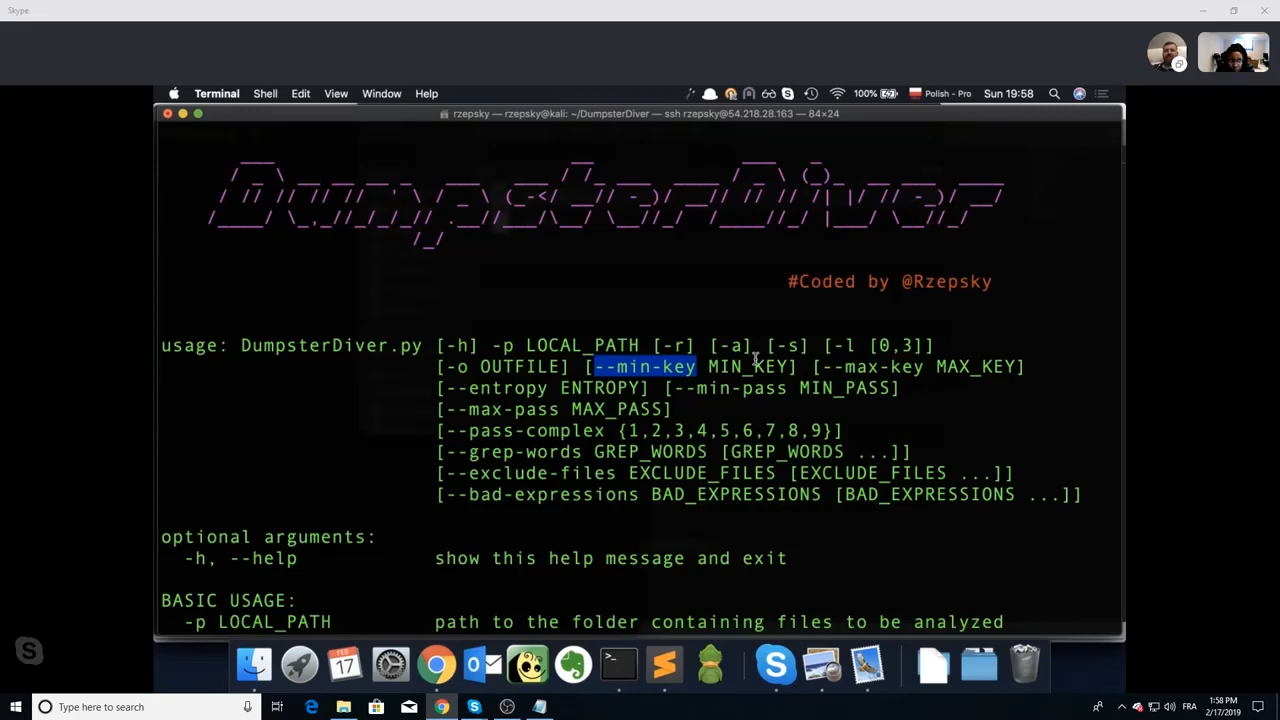 Skype
Terminal Shell Edit View Window Help 100% Polish - Pro Sun 19:58
rzepsky — rzepsky@kali: ~/DumpsterDiver — ssh rzepsky@54.218.28.163 — 84×24
DumpsterDiver
#Coded by @Rzepsky
usage: DumpsterDiver.py [-h] -p LOCAL_PATH [-r] [-a] [-s] [-l [0,3]]
[-o OUTFILE] [--min-key MIN_KEY] [--max-key MAX_KEY]
[--entropy ENTROPY] [--min-pass MIN_PASS]
[--max-pass MAX_PASS]
[--pass-complex {1,2,3,4,5,6,7,8,9}]
[--grep-words GREP_WORDS [GREP_WORDS ...]]
[--exclude-files EXCLUDE_FILES [EXCLUDE_FILES ...]]
[--bad-expressions BAD_EXPRESSIONS [BAD_EXPRESSIONS ...]]
optional arguments:
-h, --help show this help message and exit
BASIC USAGE:
-p LOCAL_PATH path to the folder containing files to be analyzed
FEB
17
Type here to search
FRA
1:58 PM
2/17/2019